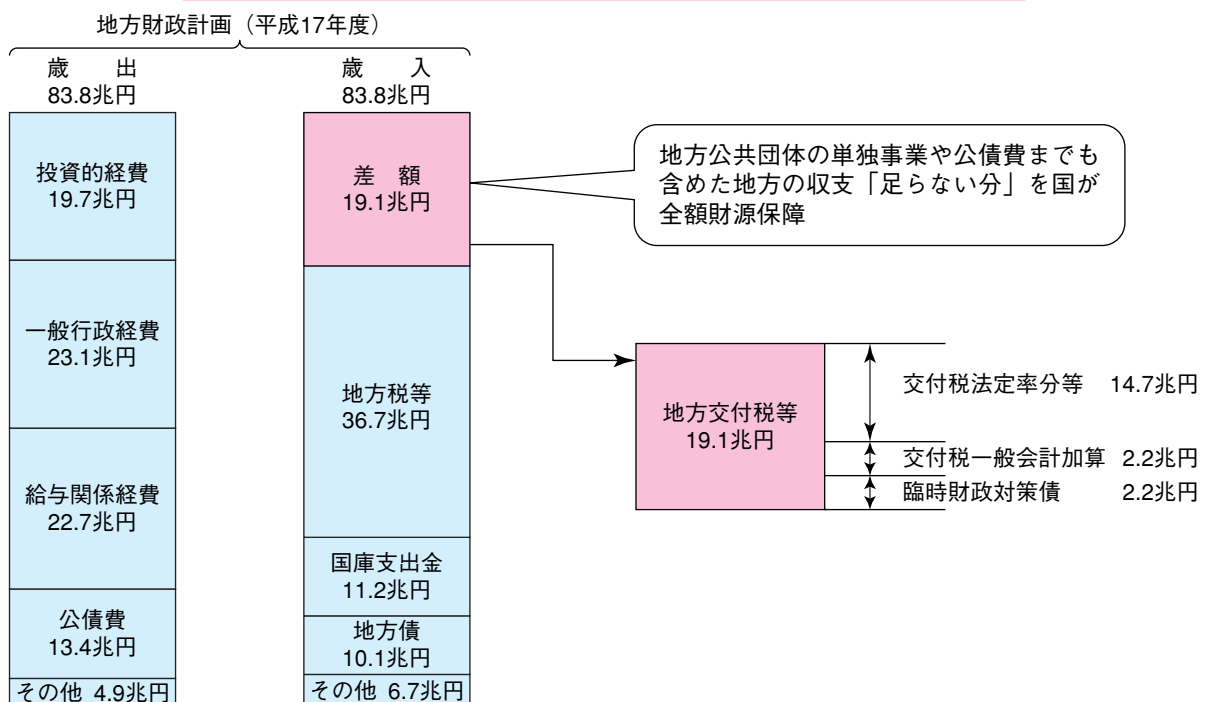 地方財政計画（平成17年度）
歳　　出
83.8兆円
投資的経費
19.7兆円
一般行政経費
23.1兆円
給与関係経費
22.7兆円
公債費
13.4兆円
その他 4.9兆円
歳　　入
83.8兆円
差　額
19.1兆円
地方税等
36.7兆円
国庫支出金
11.2兆円
地方債
10.1兆円
その他 6.7兆円
地方公共団体の単独事業や公債費までも
含めた地方の収支「足らない分」を国が
全額財源保障
地方交付税等
19.1兆円
交付税法定率分等　14.7兆円
交付税一般会計加算　2.2兆円
臨時財政対策債　2.2兆円